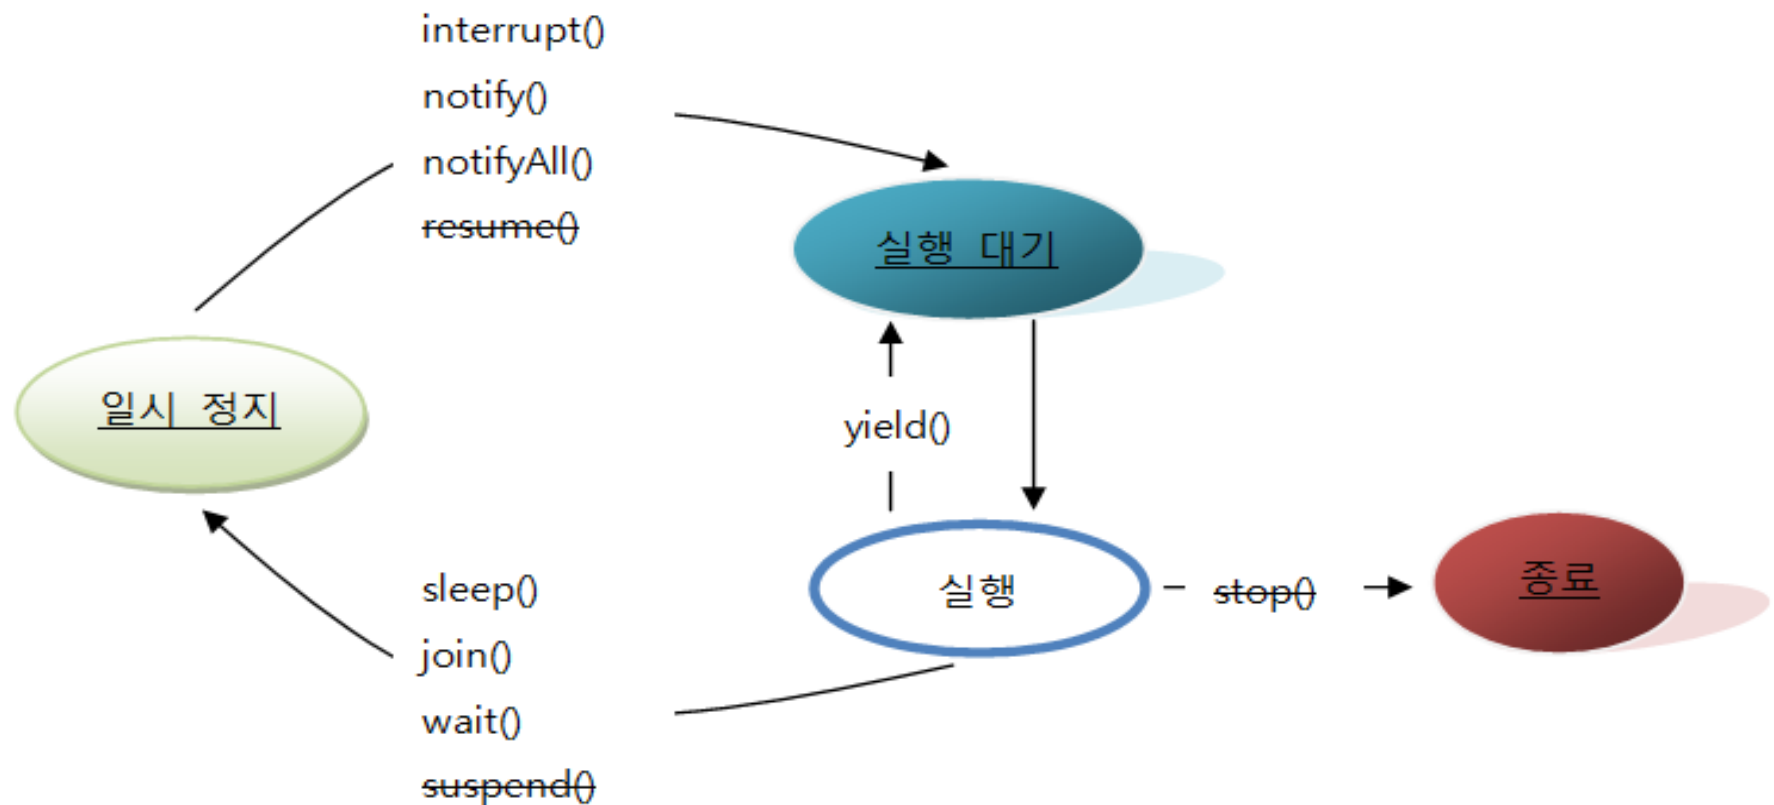 interrupt()
notify()
notifyAll()
resume()
실행 대기
일시 정지
yield()
sleep()
join()
wait()
suspend()
실행
stop()
종료